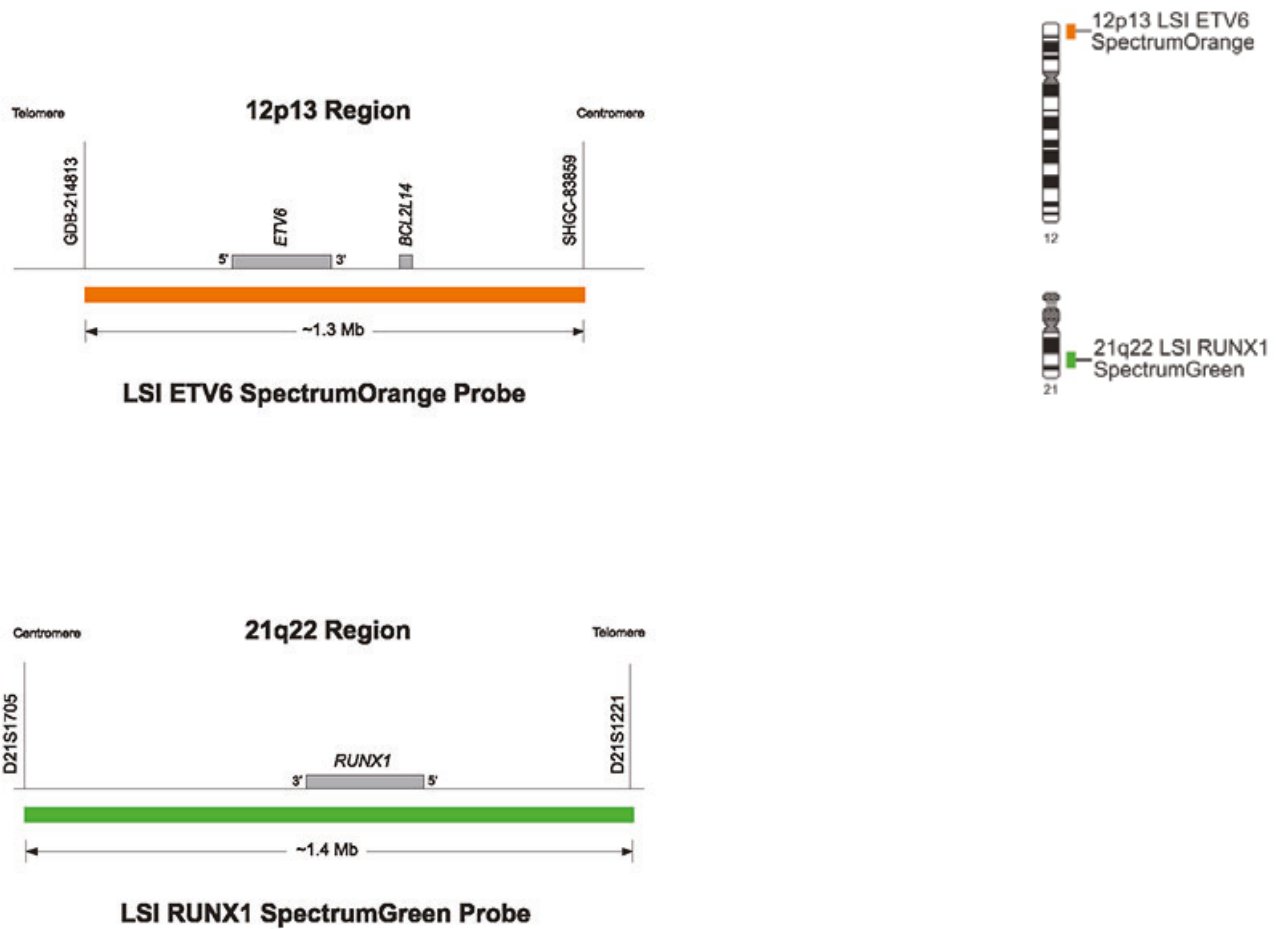 12p13 LSI ETV6
SpectrumOrange
12p13 Region
Telomere
Centromere
GDB-214813
ETV6
BCL2L14
SHGC-83859
5'
3'
~1.3 Mb
LSI ETV6 SpectrumOrange Probe
12
21q22 LSI RUNX1
SpectrumGreen
21
21q22 Region
Centromere
Telomere
D21S1705
RUNX1
D21S1221
3'
5'
~1.4 Mb
LSI RUNX1 SpectrumGreen Probe